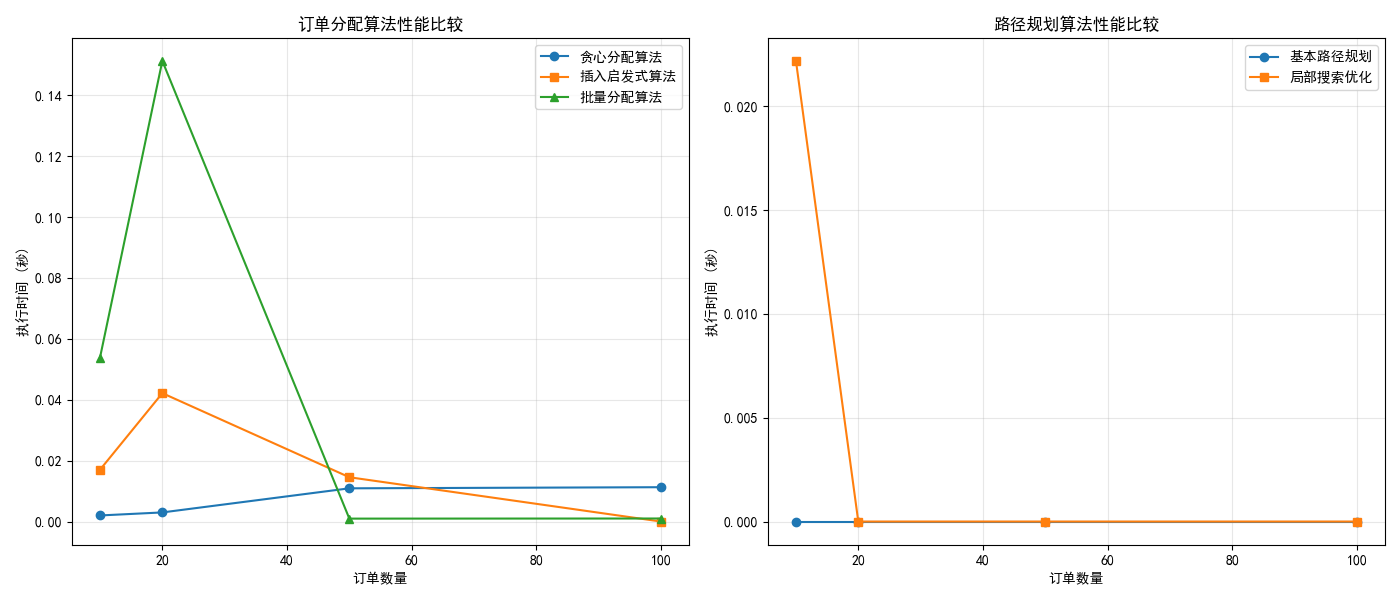 订单分配算法性能比较
贪心分配算法
插入启发式算法
批量分配算法
0.14
0.12
0.10
0.08
0.06
0.04
0.02
0.00
执行时间 (秒)
20 40 60 80 100
订单数量
路径规划算法性能比较
基本路径规划
局部搜索优化
0.020
0.015
0.010
0.005
0.000
执行时间 (秒)
20 40 60 80 100
订单数量